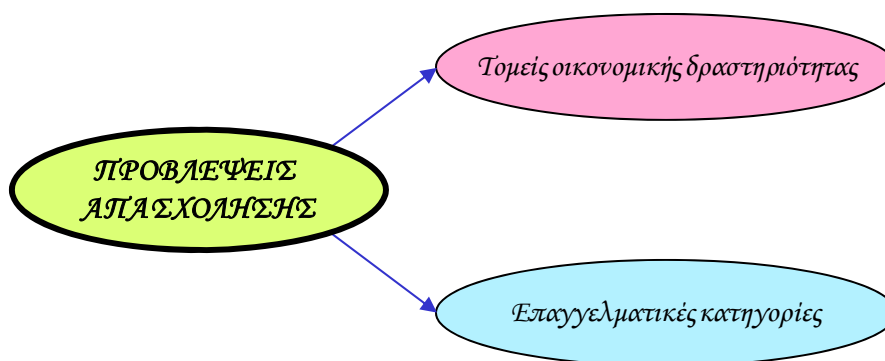 Τομείς οικονομικής δραστηριότητας
ΠΡΟΒΛΕΨΕΙΣ
ΑΠΑΣΧΟΛΗΣΗΣ
Επαγγελματικές κατηγορίες